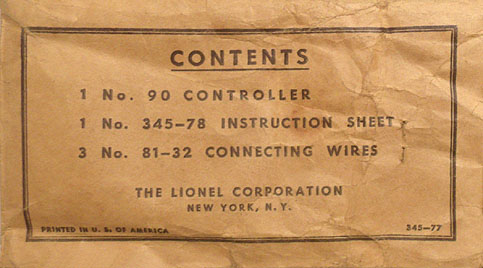 CONTENTS
1 No. 90 CONTROLLER
1 No. 345-78 INSTRUCTION SHEET
3 No. 81-32 CONNECTING WIRES
THE LIONEL CORPORATION
NEW YORK, N.Y.
PRINTED IN U. S. OF AMERICA 345-77